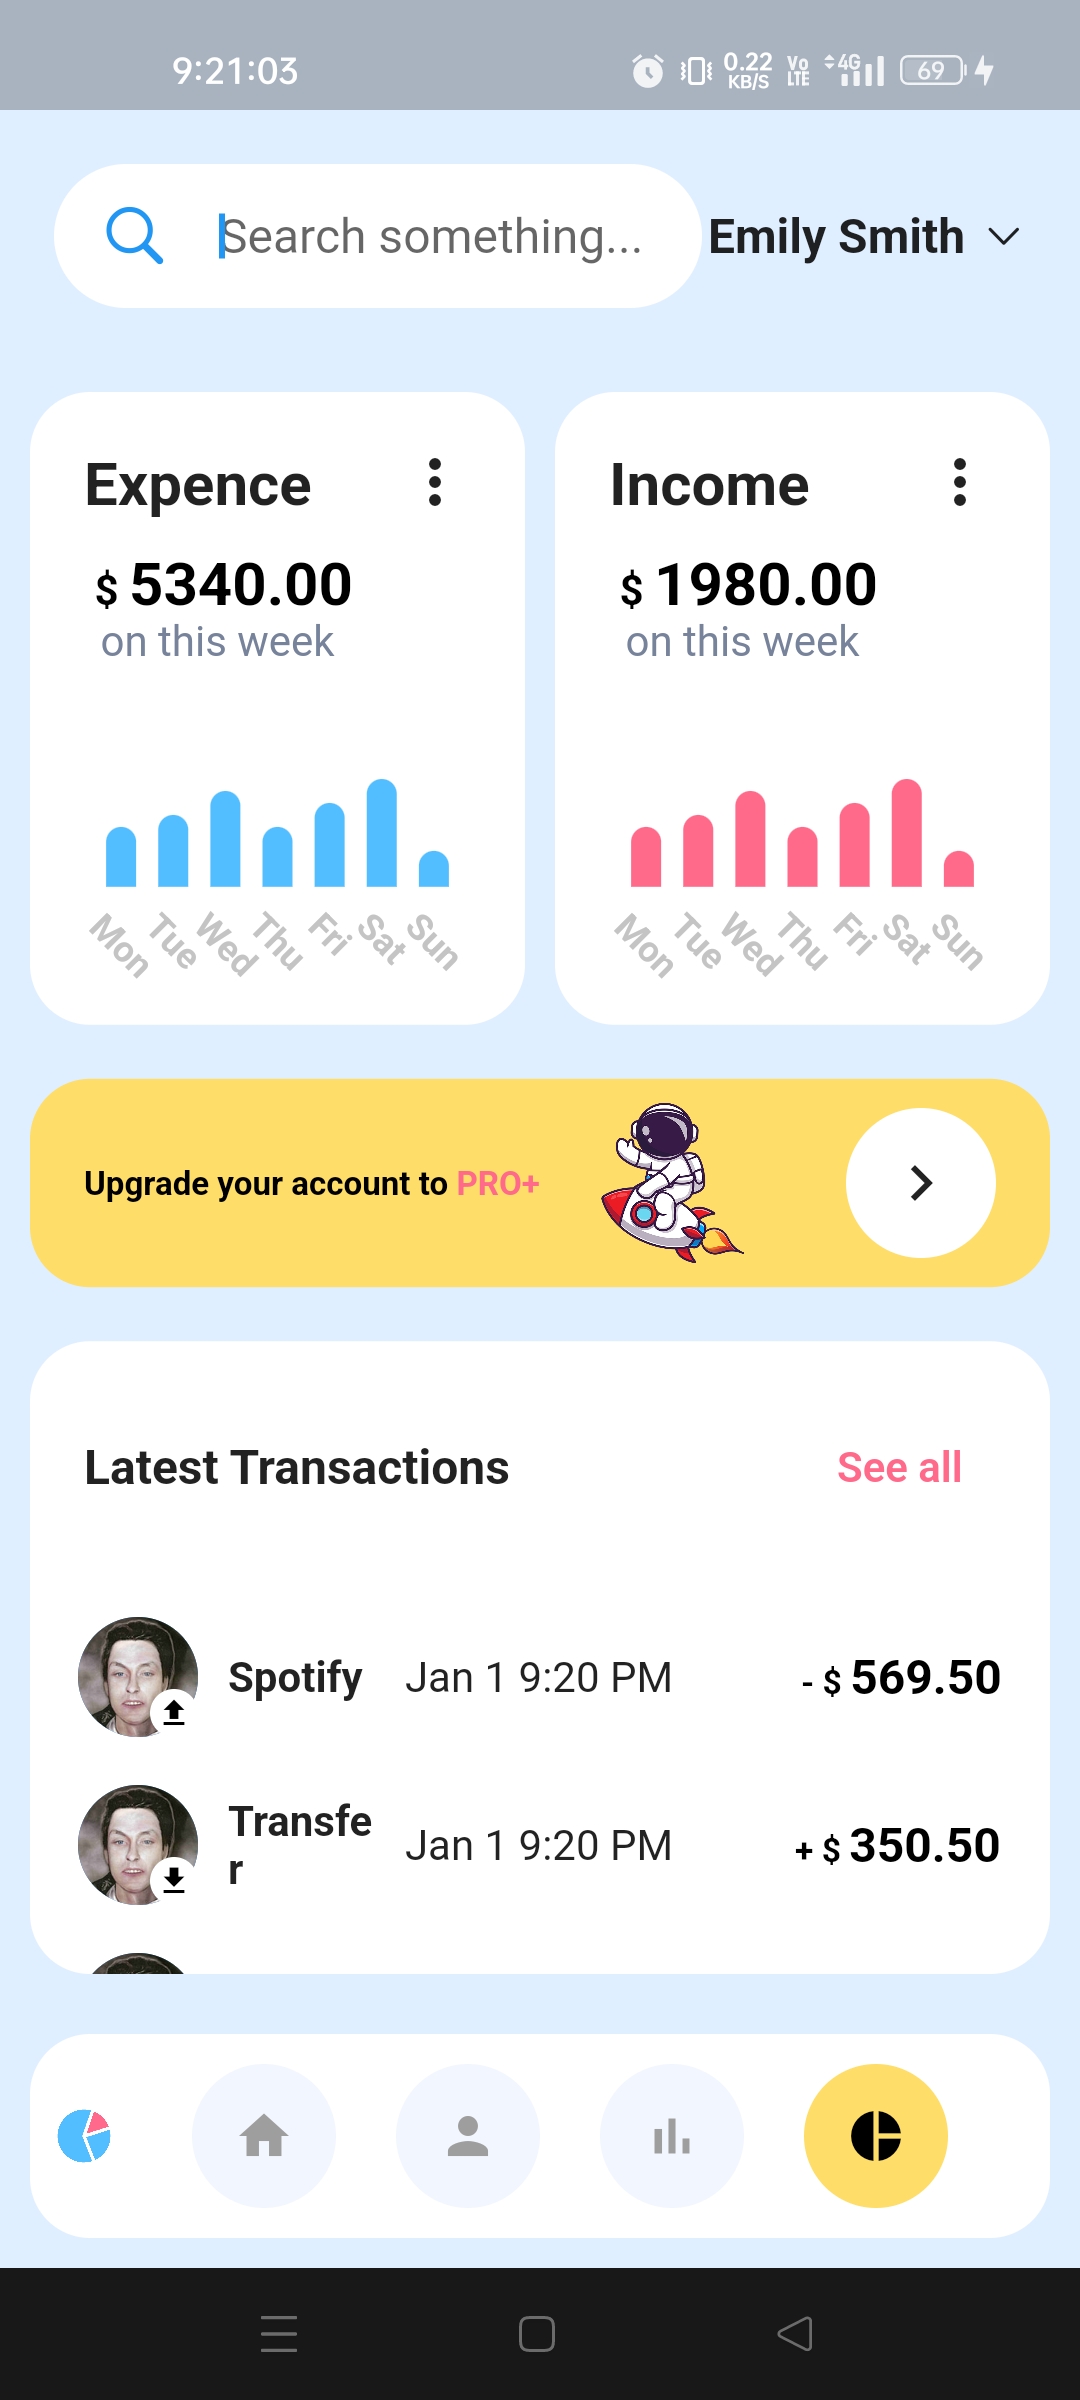 9:21:03
0.22
KB/S
Vo
LTE
4G
69
Search something...
Emily Smith
Expence
$ 5340.00
on this week
Mon Tue Wed Thu Fri Sat Sun
Income
$ 1980.00
on this week
Mon Tue Wed Thu Fri Sat Sun
Upgrade your account to PRO+
Latest Transactions
See all
Spotify Jan 1 9:20 PM - $ 569.50
Transfe
r
Jan 1 9:20 PM + $ 350.50